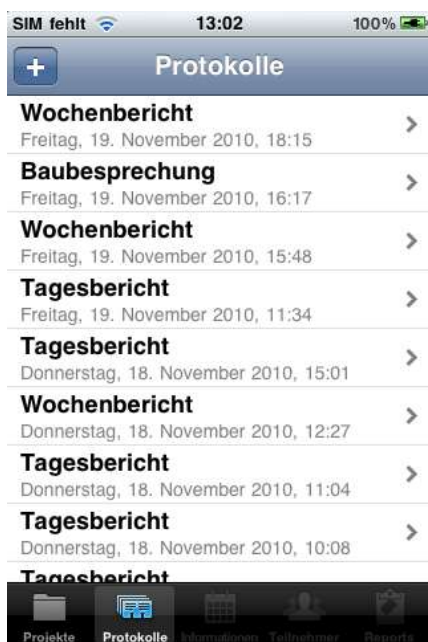 SIM fehlt 13:02 100%
+ Protokolle
Wochenbericht
Freitag, 19. November 2010, 18:15
Baubesprechung
Freitag, 19. November 2010, 16:17
Wochenbericht
Freitag, 19. November 2010, 15:48
Tagesbericht
Freitag, 19. November 2010, 11:34
Tagesbericht
Donnerstag, 18. November 2010, 15:01
Wochenbericht
Donnerstag, 18. November 2010, 12:27
Tagesbericht
Donnerstag, 18. November 2010, 11:04
Tagesbericht
Donnerstag, 18. November 2010, 10:08
Tagesbericht
Projekte Protokolle Informationen Teilnehmer Reports